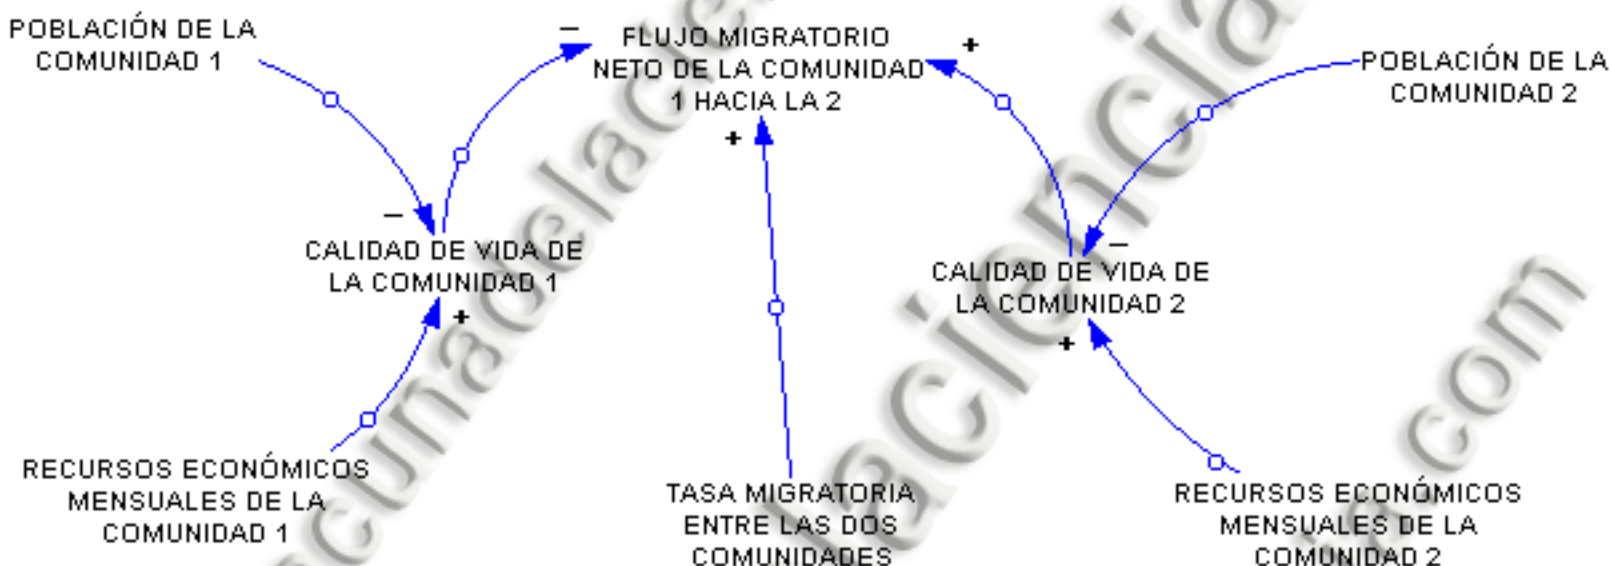 POBLACIÓN DE LA
COMUNIDAD 1
–
FLUJO MIGRATORIO
NETO DE LA COMUNIDAD
1 HACIA LA 2
+
+
POBLACIÓN DE LA
COMUNIDAD 2
–
CALIDAD DE VIDA DE
LA COMUNIDAD 1
+
–
CALIDAD DE VIDA DE
LA COMUNIDAD 2
+
RECURSOS ECONÓMICOS
MENSUALES DE LA
COMUNIDAD 1
TASA MIGRATORIA
ENTRE LAS DOS
COMUNIDADES
RECURSOS ECONÓMICOS
MENSUALES DE LA
COMUNIDAD 2